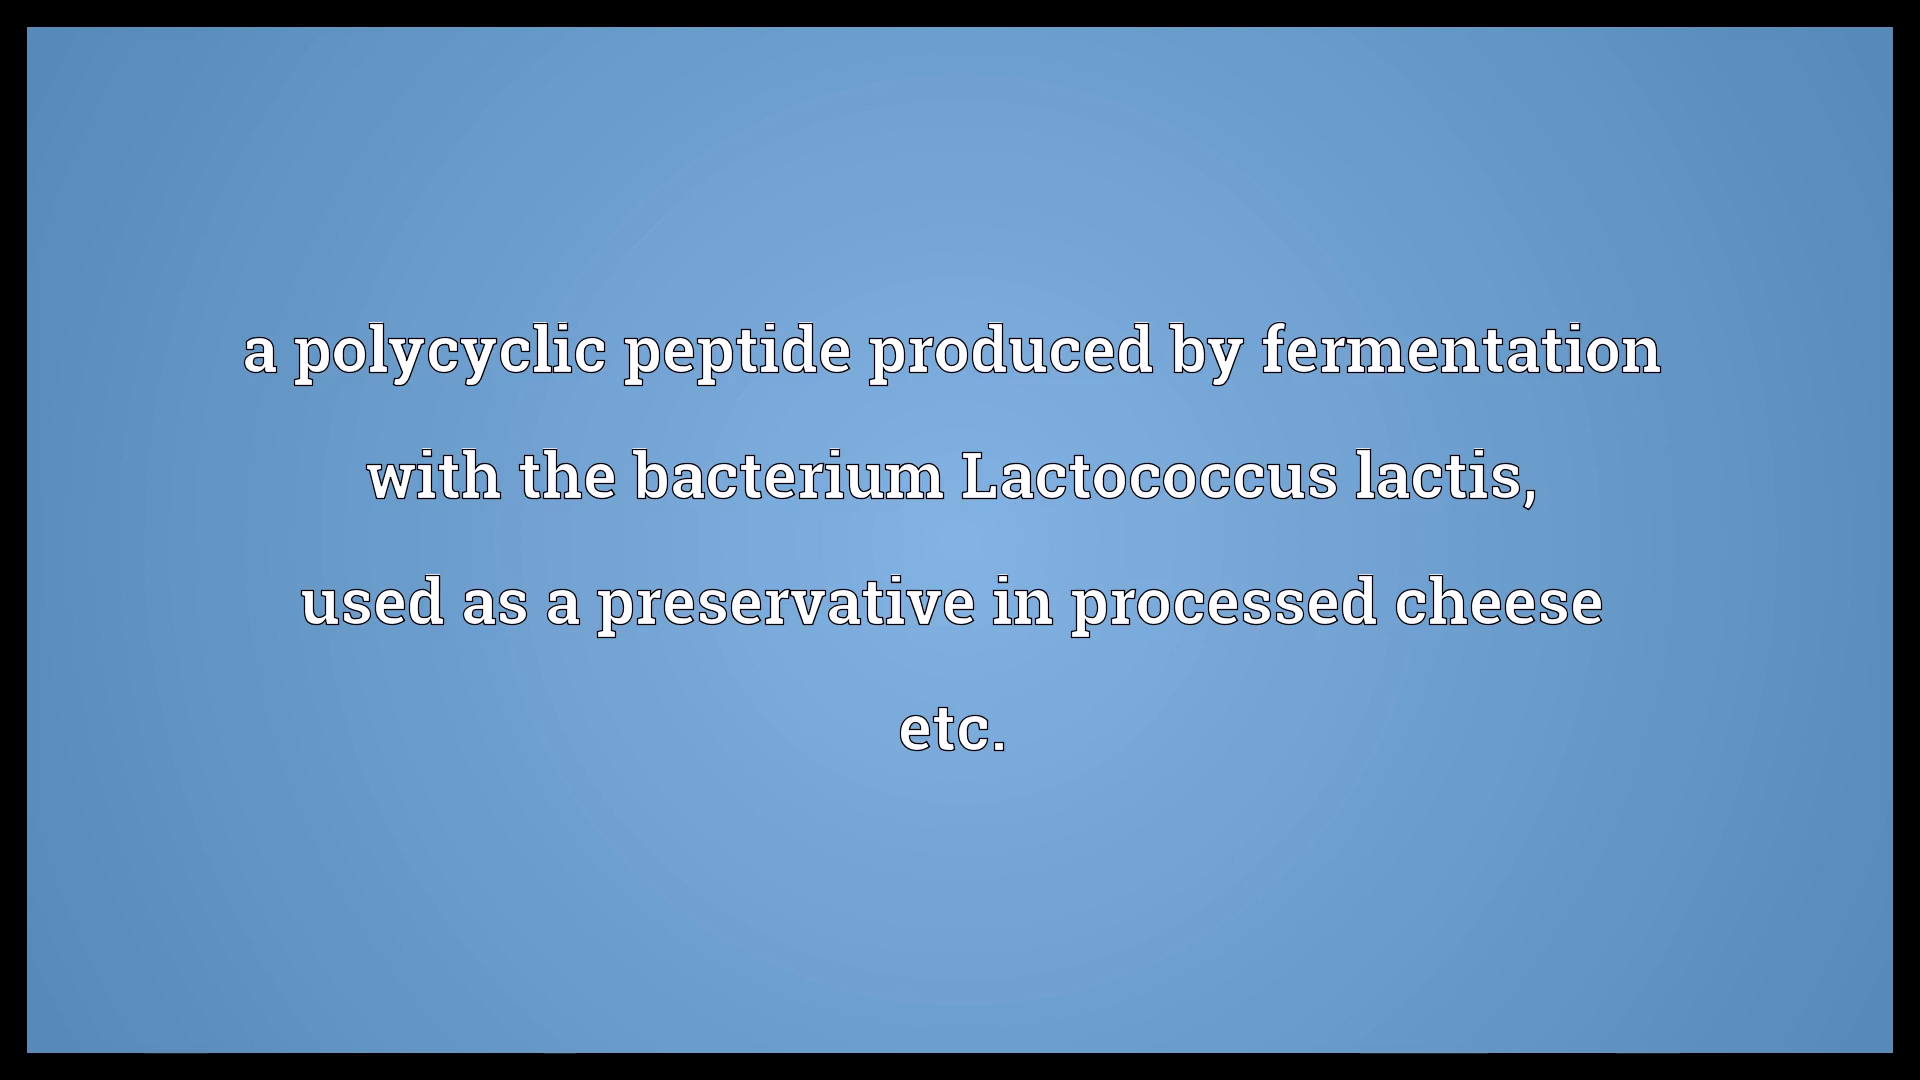 a polycyclic peptide produced by fermentation
with the bacterium Lactococcus lactis,
used as a preservative in processed cheese
etc.